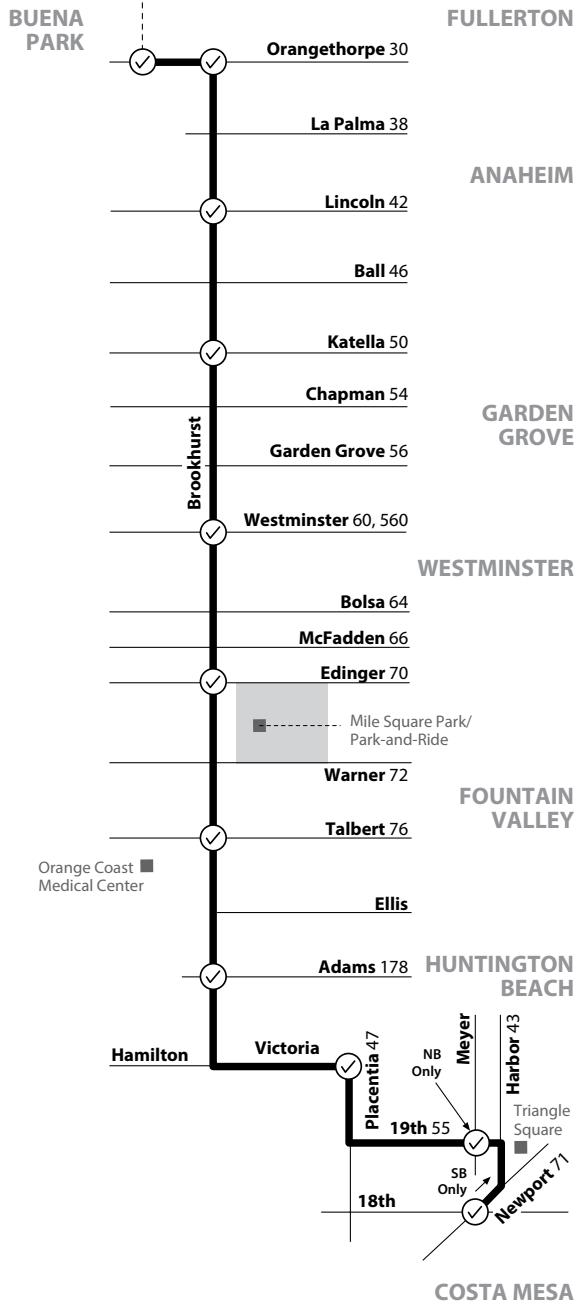 BUENA
PARK
FULLERTON
Orangethorpe 30
La Palma 38
ANAHEIM
Lincoln 42
Ball 46
Katella 50
Chapman 54
GARDEN
GROVE
Brookhurst
Garden Grove 56
Westminster 60, 560
WESTMINSTER
Bolsa 64
McFadden 66
Edinger 70
Mile Square Park/
Park-and-Ride
Warner 72
FOUNTAIN
VALLEY
Talbert 76
Orange Coast
Medical Center
Ellis
Adams 178
HUNTINGTON
BEACH
Hamilton
Victoria
Placentia 47
NB
Only
Meyer
Harbor 43
Triangle
Square
19th 55
SB
Only
Newport 71
18th
COSTA MESA